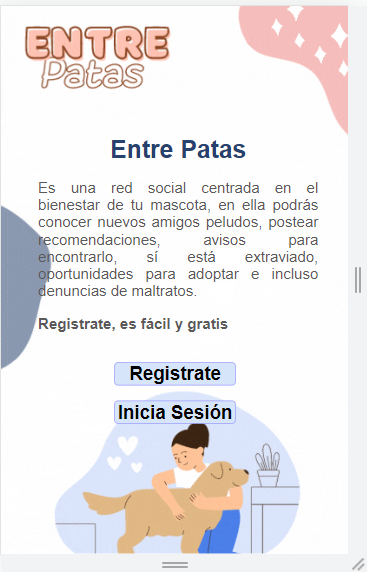 ENTRE
Patas
Entre Patas
Es una red social centrada en el
bienestar de tu mascota, en ella podrás
conocer nuevos amigos peludos, postear
recomendaciones, avisos para
encontrarlo, sí está extraviado,
oportunidades para adoptar e incluso
denuncias de maltratos.
Registrate, es fácil y gratis
Registrate
Inicia Sesión